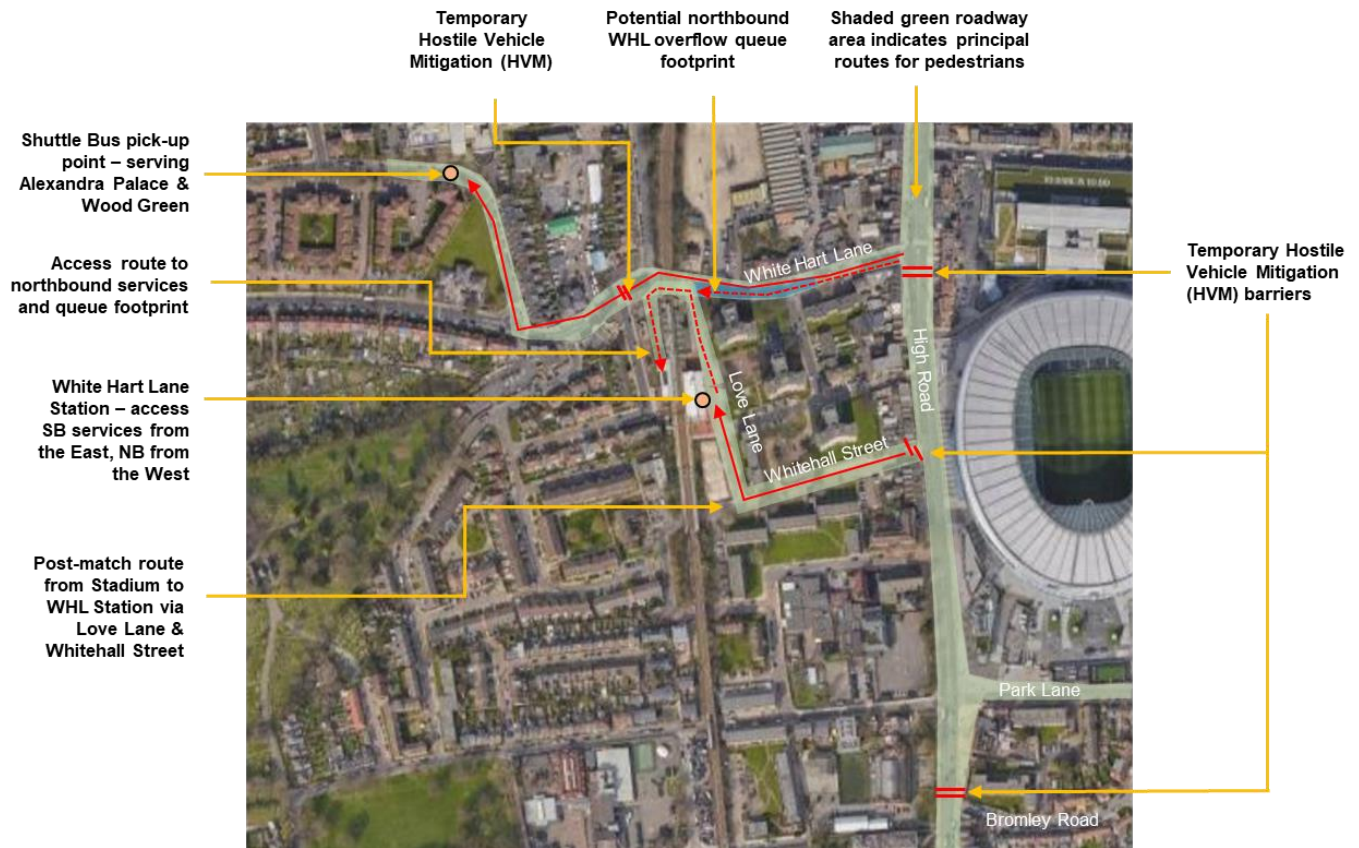 Temporary
Hostile Vehicle
Mitigation (HVM)
Potential northbound
WHL overflow queue
footprint
Shaded green roadway
area indicates principal
routes for pedestrians
Shuttle Bus pick-up
point – serving
Alexandra Palace &
Wood Green
Access route to
northbound services
and queue footprint
White Hart Lane
Station – access
SB services from
the East, NB from
the West
Post-match route
from Stadium to
WHL Station via
Love Lane &
Whitehall Street
Temporary Hostile
Vehicle Mitigation
(HVM) barriers
White Hart Lane
High Road
Love Lane
Whitehall Street
Park Lane
Bromley Road